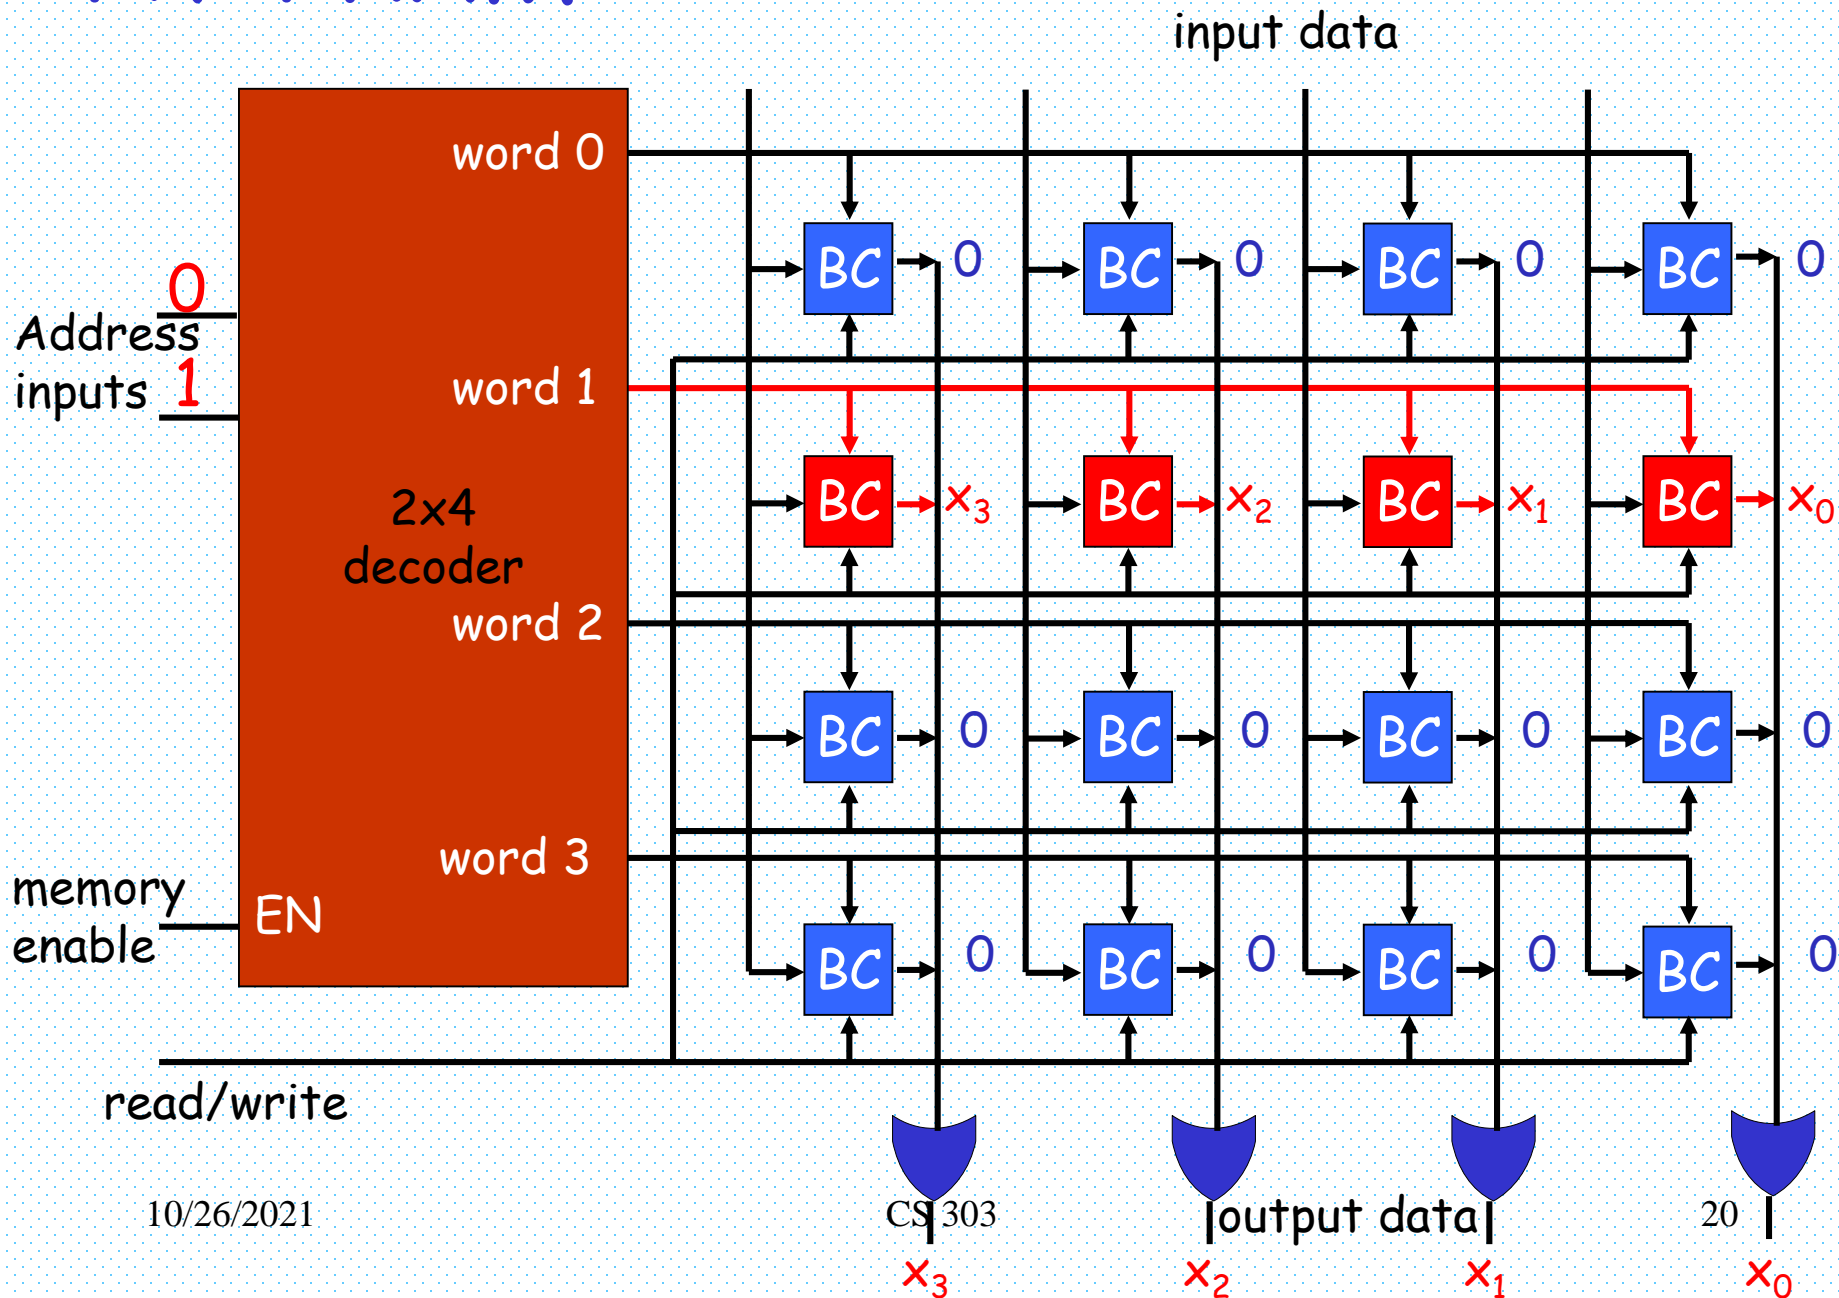 input data
word 0
BC 0 BC 0 BC 0 BC 0
0
Address
inputs 1
word 1
BC x3 BC x2 BC x1 BC x0
2x4
decoder
word 2
BC 0 BC 0 BC 0 BC 0
word 3
memory
enable
EN
BC 0 BC 0 BC 0 BC 0
read/write
10/26/2021
CS 303
output data
20
x3 x2 x1 x0